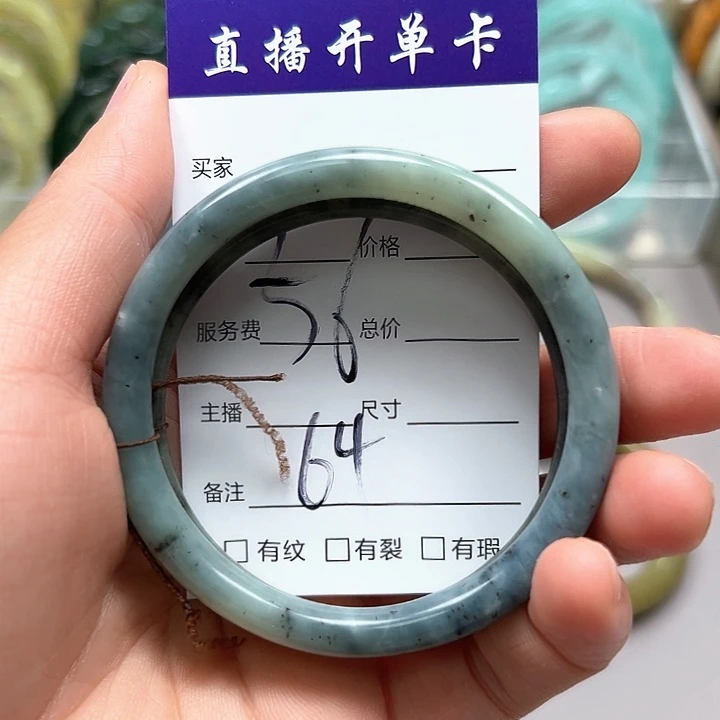 直播开单卡
买家
价格
56
服务费 总价
主播 尺寸
64
备注
□有纹 □有裂 □有瑕